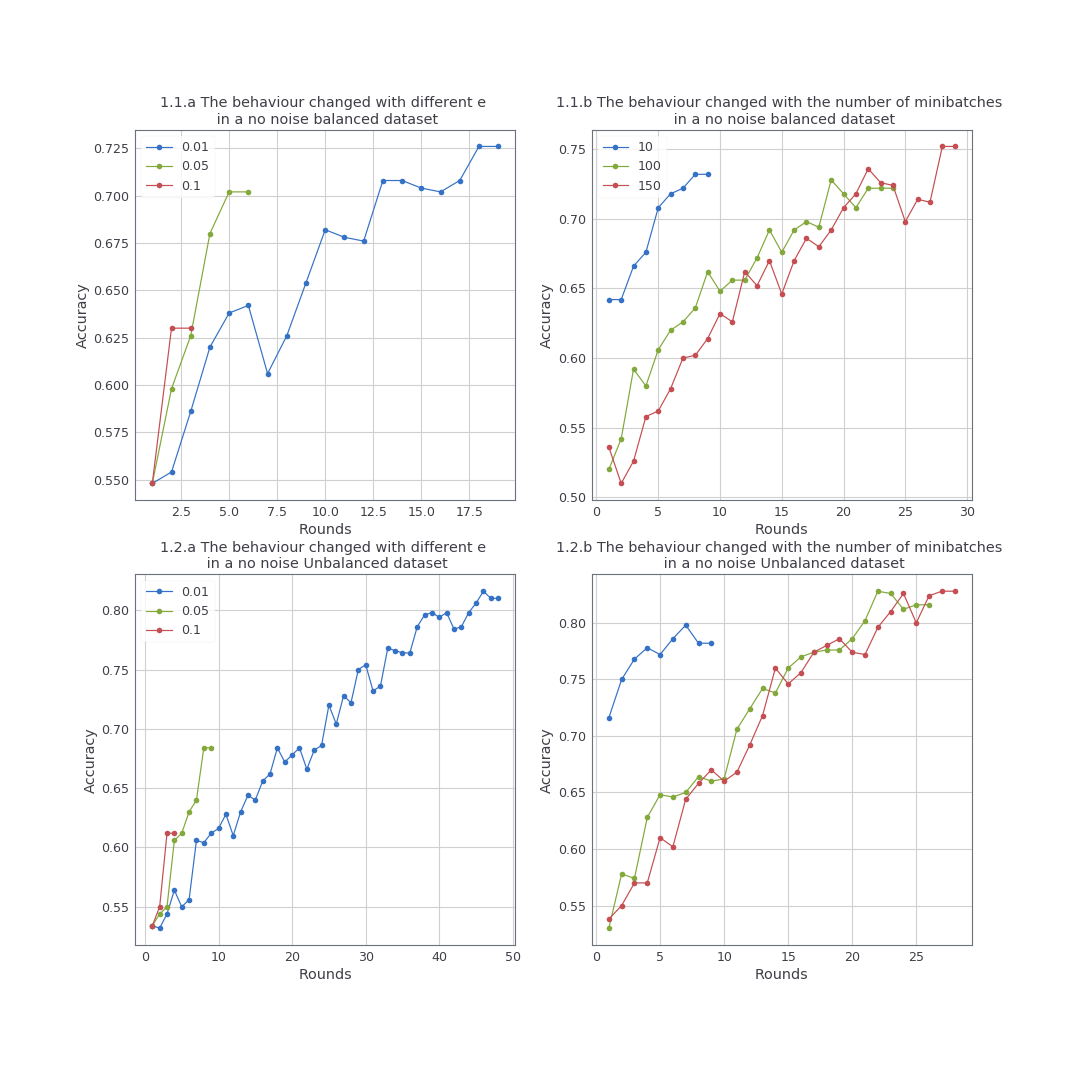 1.1.a The behaviour changed with different e
in a no noise balanced dataset
0.01
0.05
0.1
0.725
0.700
0.675
0.650
0.625
0.600
0.575
0.550
Accuracy
2.5 5.0 7.5 10.0 12.5 15.0 17.5
Rounds
1.1.b The behaviour changed with the number of minibatches
in a no noise balanced dataset
10
100
150
0.75
0.70
0.65
0.60
0.55
0.50
Accuracy
0 5 10 15 20 25 30
Rounds
1.2.a The behaviour changed with different e
in a no noise Unbalanced dataset
0.01
0.05
0.1
0.80
0.75
0.70
0.65
0.60
0.55
Accuracy
0 10 20 30 40 50
Rounds
1.2.b The behaviour changed with the number of minibatches
in a no noise Unbalanced dataset
0.80
0.75
0.70
0.65
0.60
0.55
Accuracy
0 5 10 15 20 25
Rounds